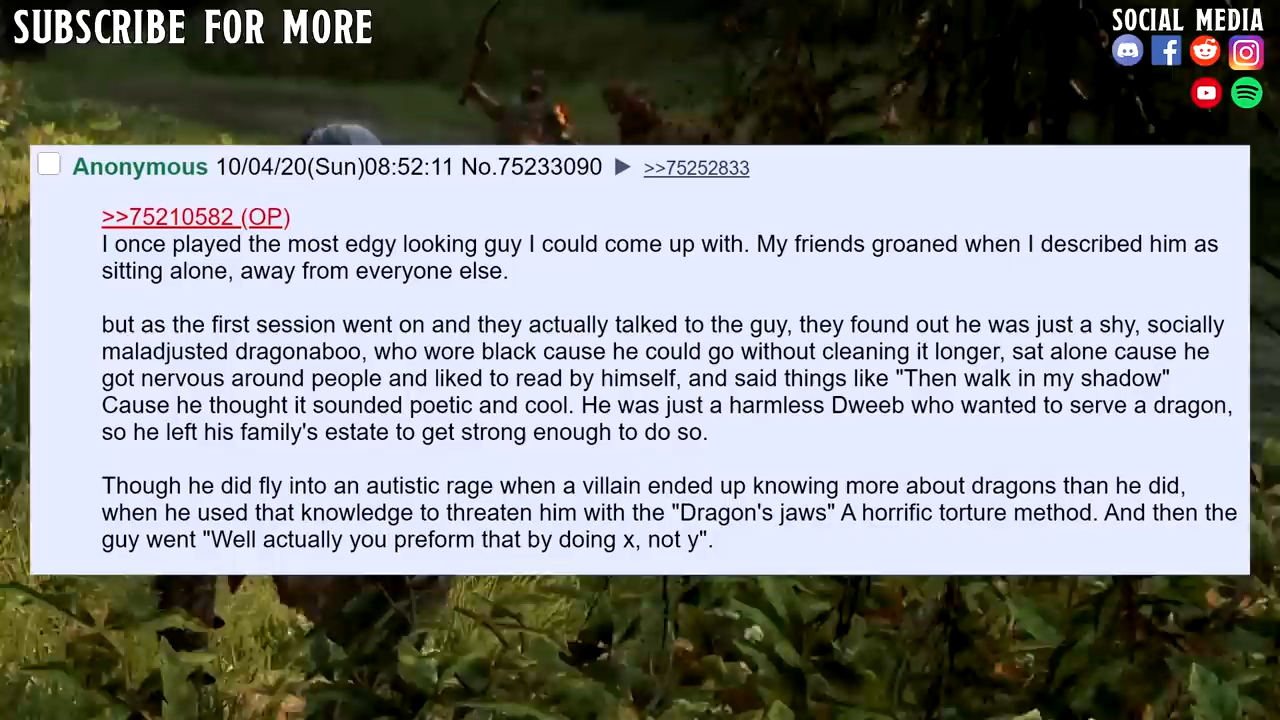 SUBSCRIBE FOR MORE
SOCIAL MEDIA
Anonymous 10/04/20(Sun)08:52:11 No.75233090 ▶ >>75252833
>>75210582 (OP)
I once played the most edgy looking guy I could come up with. My friends groaned when I described him as
sitting alone, away from everyone else.
but as the first session went on and they actually talked to the guy, they found out he was just a shy, socially
maladjusted dragonaboo, who wore black cause he could go without cleaning it longer, sat alone cause he
got nervous around people and liked to read by himself, and said things like "Then walk in my shadow"
Cause he thought it sounded poetic and cool. He was just a harmless Dweeb who wanted to serve a dragon,
so he left his family's estate to get strong enough to do so.
Though he did fly into an autistic rage when a villain ended up knowing more about dragons than he did,
when he used that knowledge to threaten him with the "Dragon's jaws" A horrific torture method. And then the
guy went "Well actually you preform that by doing x, not y".